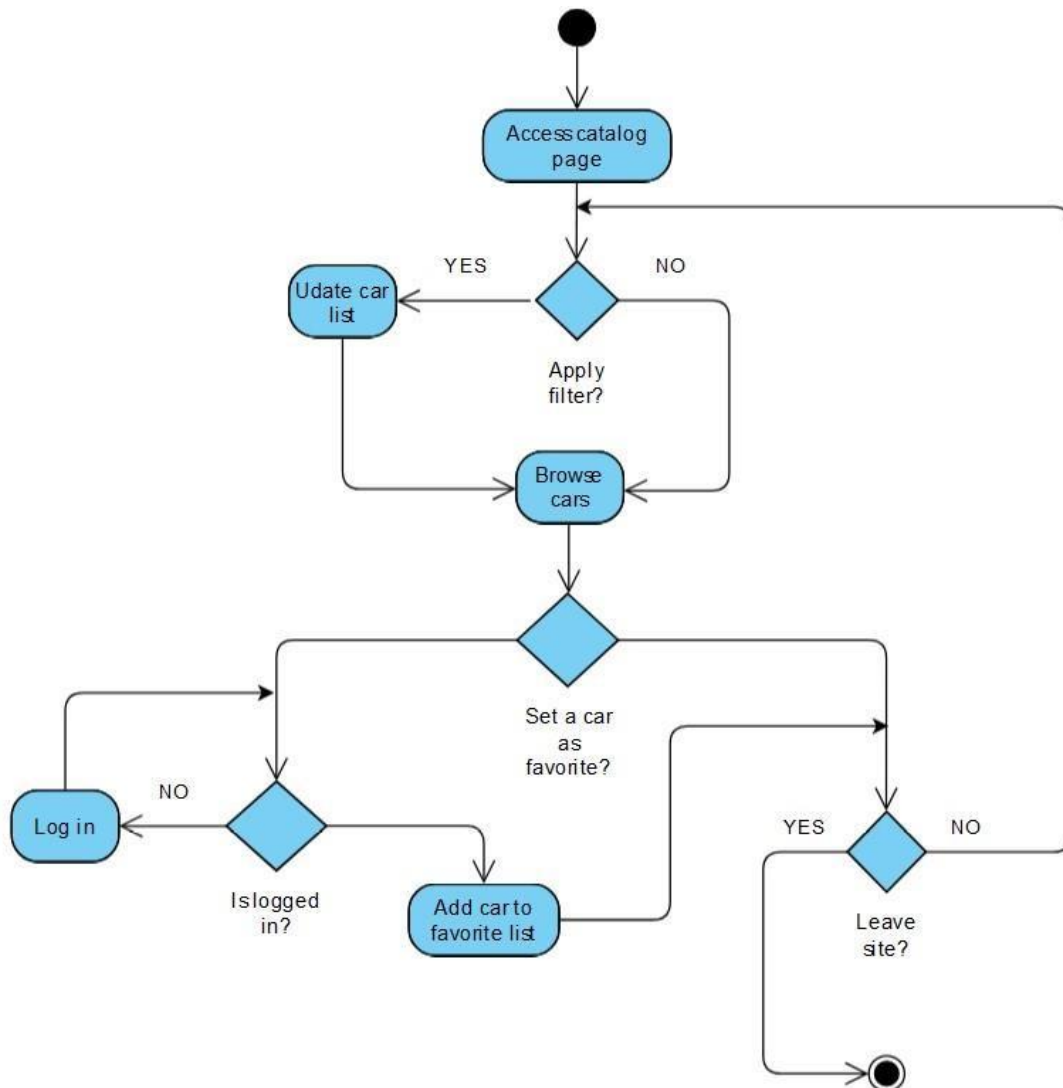 Access catalog
page
YES
NO
Udate car
list
Apply
filter?
Browse
cars
Set a car
as
favorite?
NO
Log in
Is logged
in?
Add car to
favorite list
YES
NO
Leave
site?